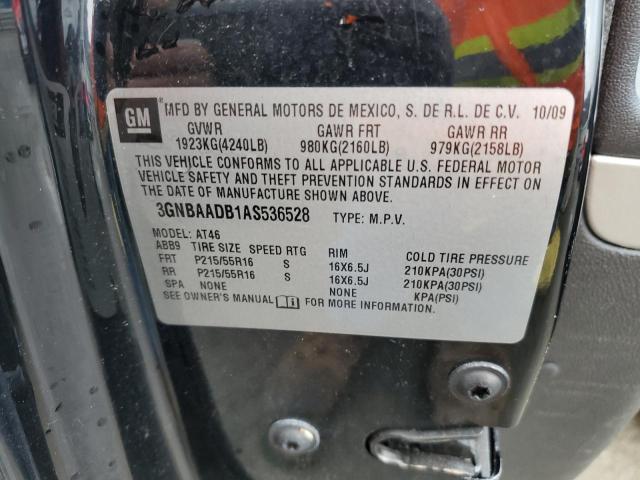 GM MFD BY GENERAL MOTORS DE MEXICO, S. DE R.L. DE C.V. 10/09
GVWR GAWR FRT GAWR RR
1923KG(4240LB) 980KG(2160LB) 979KG(2158LB)
THIS VEHICLE CONFORMS TO ALL APPLICABLE U.S. FEDERAL MOTOR
VEHICLE SAFETY AND THEFT PREVENTION STANDARDS IN EFFECT ON
THE DATE OF MANUFACTURE SHOWN ABOVE.
3GNBAADB1AS536528 TYPE: M.P.V.
MODEL: AT46
ABB9 TIRE SIZE SPEED RTG RIM COLD TIRE PRESSURE
FRT P215/55R16 S 16X6.5J 210KPA(30PSI)
RR P215/55R16 S 16X6.5J 210KPA(30PSI)
SPA NONE NONE KPA(PSI)
SEE OWNER'S MANUAL FOR MORE INFORMATION.